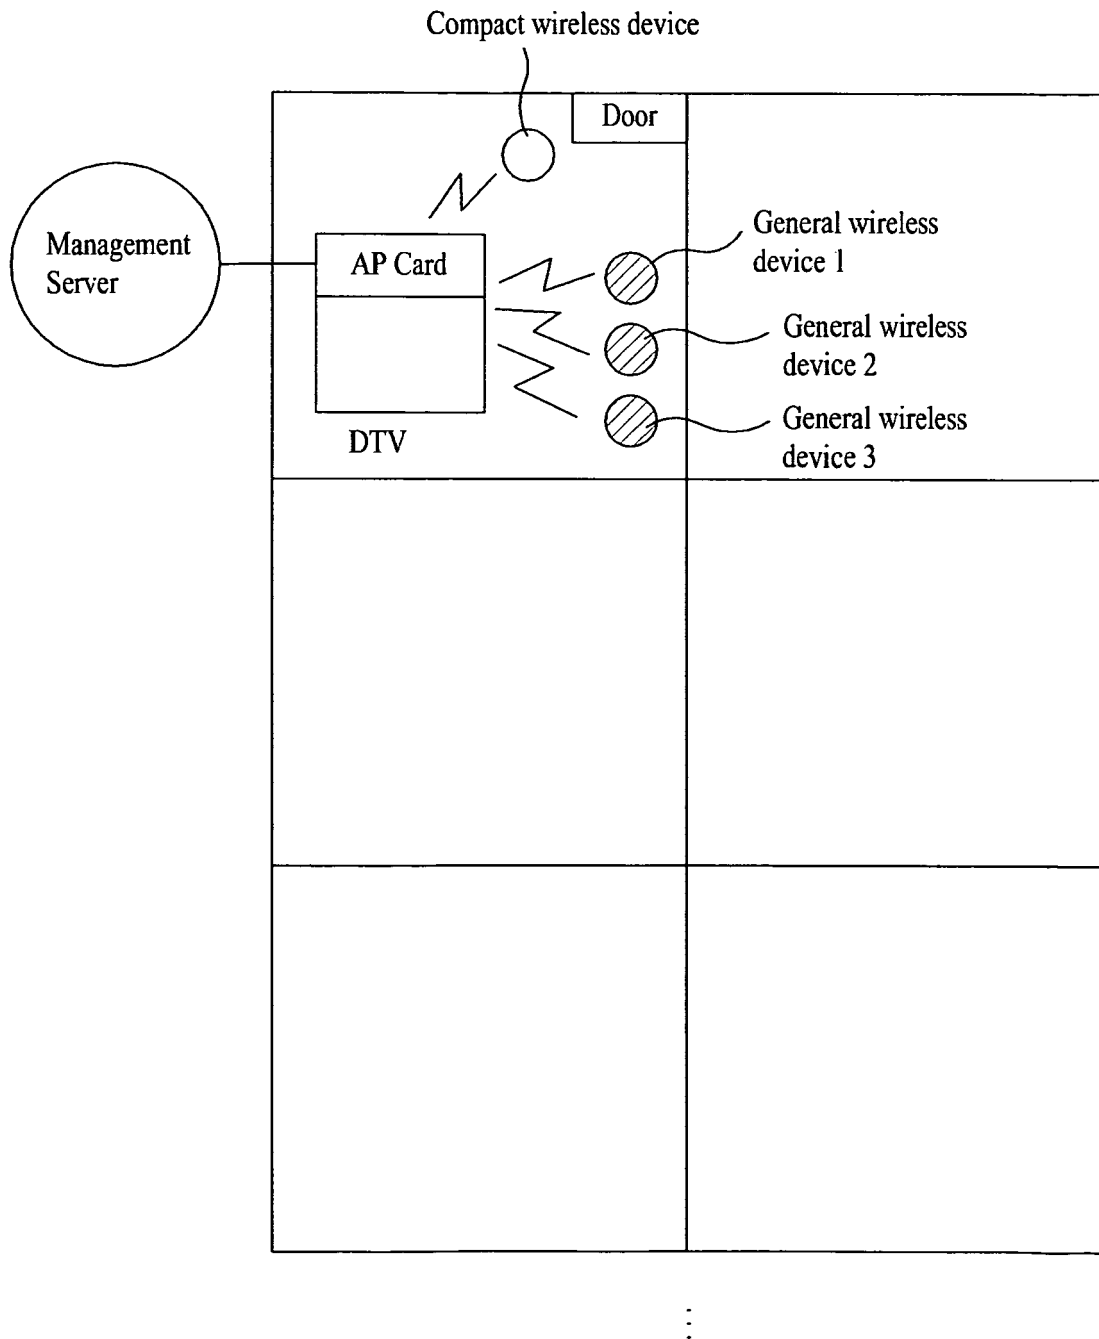 Compact wireless device
Door
Management
Server
AP Card
General wireless
device 1
General wireless
device 2
General wireless
device 3
DTV